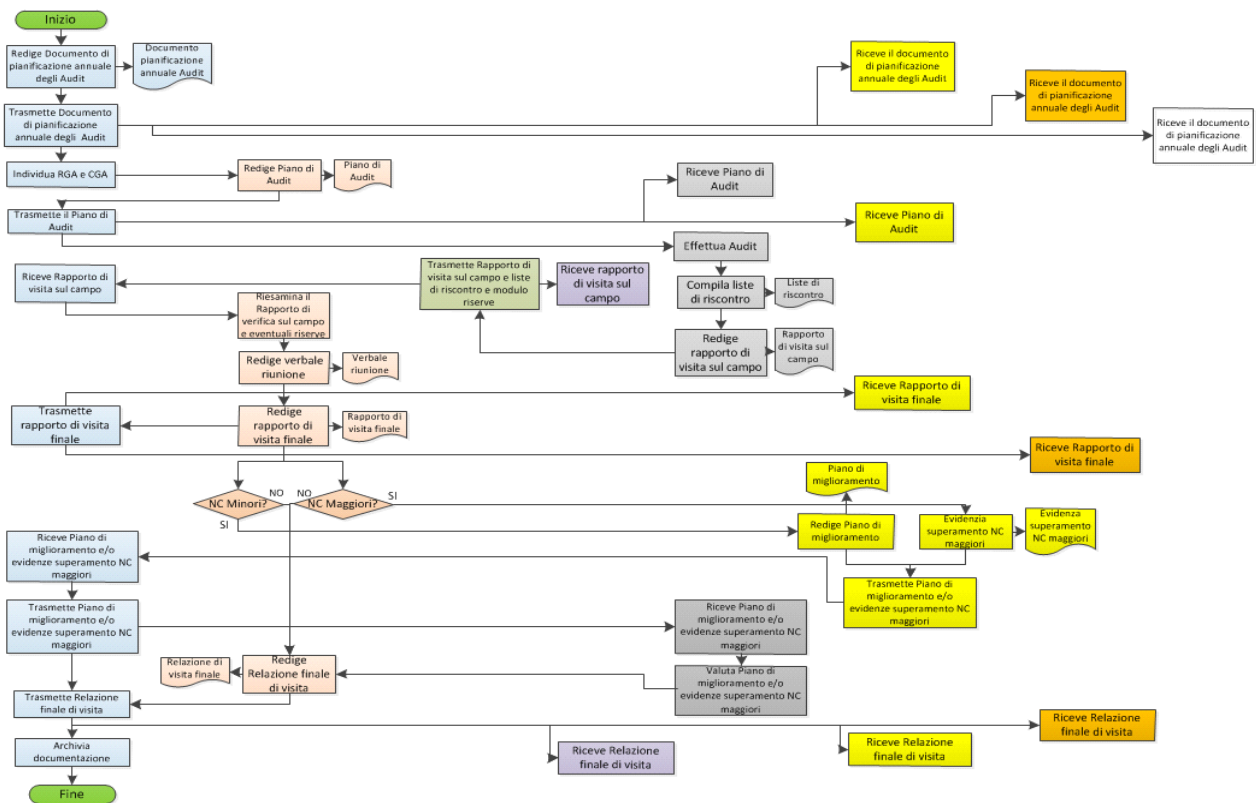 Inizio
Redige Documento di
pianificazione annuale
degli Audit
Documento
pianificazione
annuale Audit
Riceve il documento
di pianificazione
annuale degli Audit
Riceve il documento
di pianificazione
annuale degli Audit
Trasmette Documento
di pianificazione
annuale degli Audit
Riceve il documento
di pianificazione
annuale degli Audit
Individua RGA e CGA
Redige Piano di
Audit
Piano di
Audit
Riceve Piano di
Audit
Trasmette il Piano di
Audit
Riceve Piano di
Audit
Effettua Audit
Riceve Rapporto di
visita sul campo
Trasmette Rapporto di
visita sul campo e liste
di riscontro e modulo
riserve
Riceve rapporto
di visita sul
campo
Compila liste
di riscontro
Liste di
riscontro
Riesamina il
Rapporto di
verifica sul campo
e eventuali riserve
Redige
rapporto di
visita sul campo
Rapporto
di visita sul
campo
Redige verbale
riunione
Verbale
riunione
Riceve Rapporto di
visita finale
Trasmette
rapporto di visita
finale
Redige
rapporto di
visita finale
Rapporto di
visita finale
Riceve Rapporto di
visita finale
NC Minori?
NO
NO
NC Maggiori?
SI
SI
Piano di
miglioramento
Redige Piano di
miglioramento
Evidenzia
superamento NC
maggiori
Evidenza
superamento
NC maggiori
Riceve Piano di
miglioramento e/o
evidenze superamento NC
maggiori
Trasmette Piano di
miglioramento e/o
evidenze superamento NC
maggiori
Trasmette Piano di
miglioramento e/o
evidenze superamento NC
maggiori
Riceve Piano di
miglioramento e/o
evidenze superamento NC
maggiori
Relazione di
visita finale
Redige
Relazione finale
di visita
Valuta Piano di
miglioramento e/o
evidenze superamento NC
maggiori
Trasmette Relazione
finale di visita
Riceve Relazione
finale di visita
Archivia
documentazione
Riceve Relazione
finale di visita
Riceve Relazione
finale di visita
Fine